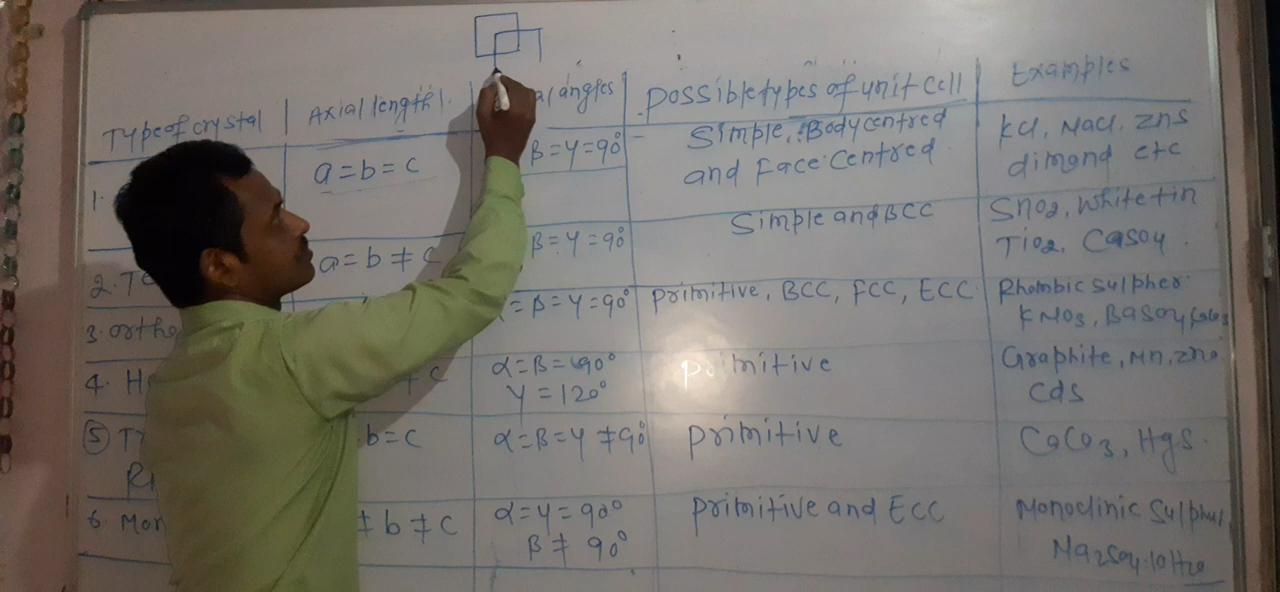 Type of crystal Axial length al angles possible types of unit cell Examples
1. a = b = c β = γ = 90° Simple, Body centred KCl, NaCl, ZnS
and Face Centred dimond etc
2. TE a = b ≠ c β = γ = 90° Simple and BCC SnO2, White tin
TiO2, CaSO4
3. Ortho = β = γ = 90° primitive, BCC, FCC, ECC Rhombic sulpher
KNO3, BaSO4
4. H ≠ c α = β = 90° primitive Graphite, Mn, ZnO
γ = 120° Cds
5 b = c α = β = γ ≠ 90° primitive CaCo3, Hgs
6. Mon ≠ b ≠ c α = γ = 90° primitive and ECC Monoclinic Sulphur
β ≠ 90° Na2SO4.10H2O